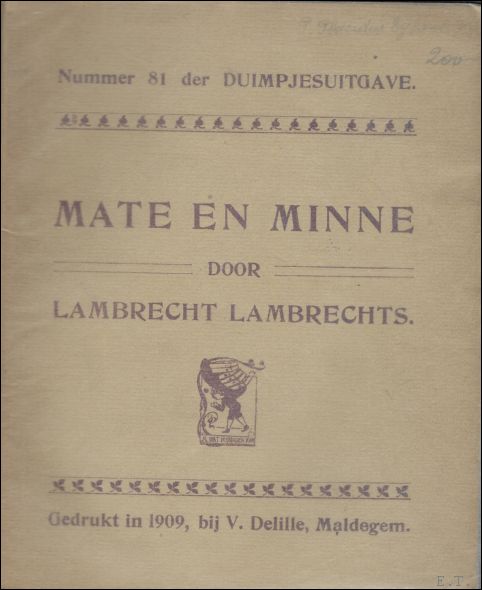 200
Nummer 81 der DUIMPJESUITGAVE.
MATE EN MINNE
DOOR
LAMBRECHT LAMBRECHTS.
Gedrukt in 1909, bij V. Delille, Maldegem.
E.T.